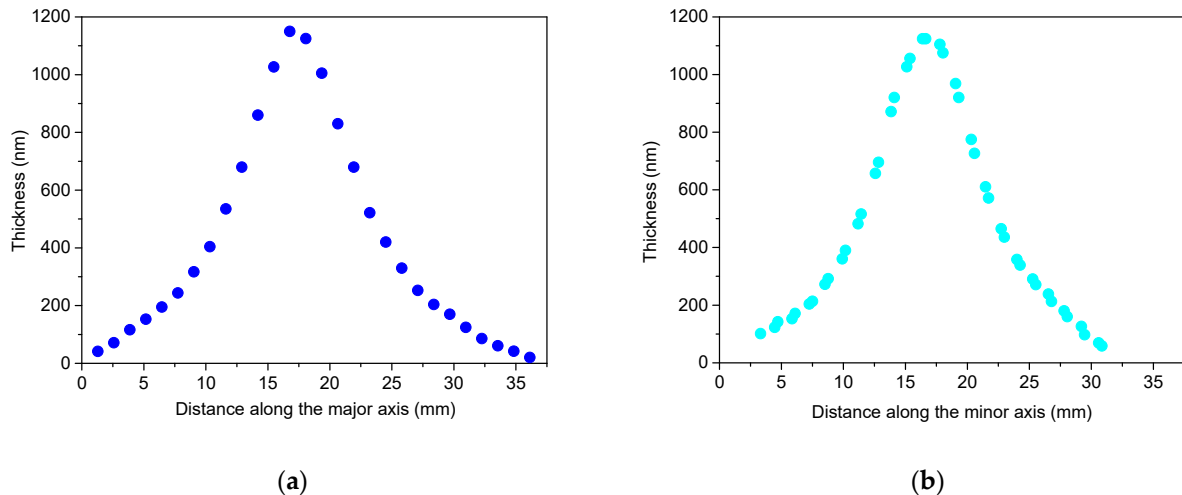 1200
1000
800
600
400
200
0
Thickness (nm)
0 5 10 15 20 25 30 35
Distance along the major axis (mm)
(a)
1200
1000
800
600
400
200
0
Thickness (nm)
0 5 10 15 20 25 30 35
Distance along the minor axis (mm)
(b)